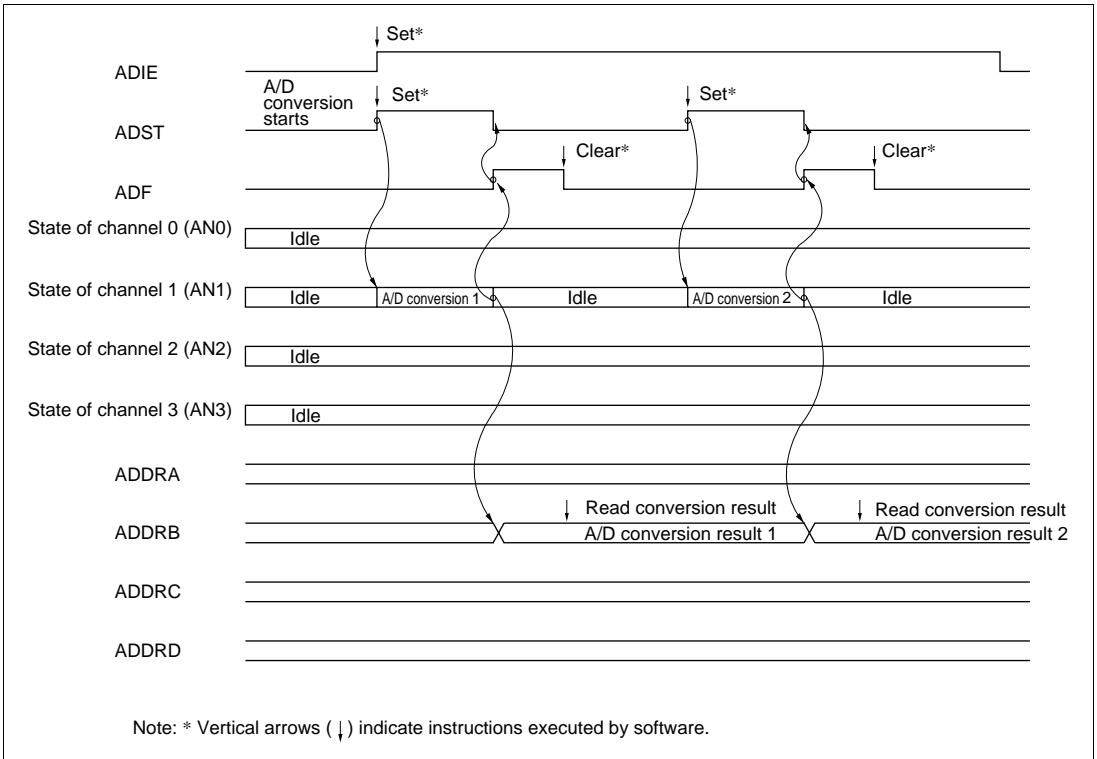 Set*
ADIE
A/D
conversion
starts
Set*
Set*
ADST
Clear*
Clear*
ADF
State of channel 0 (AN0)
Idle
State of channel 1 (AN1)
Idle
A/D conversion 1
Idle
A/D conversion 2
Idle
State of channel 2 (AN2)
Idle
State of channel 3 (AN3)
Idle
ADDRA
Read conversion result
Read conversion result
ADDRB
A/D conversion result 1
A/D conversion result 2
ADDRC
ADDRD
Note: * Vertical arrows (↓) indicate instructions executed by software.